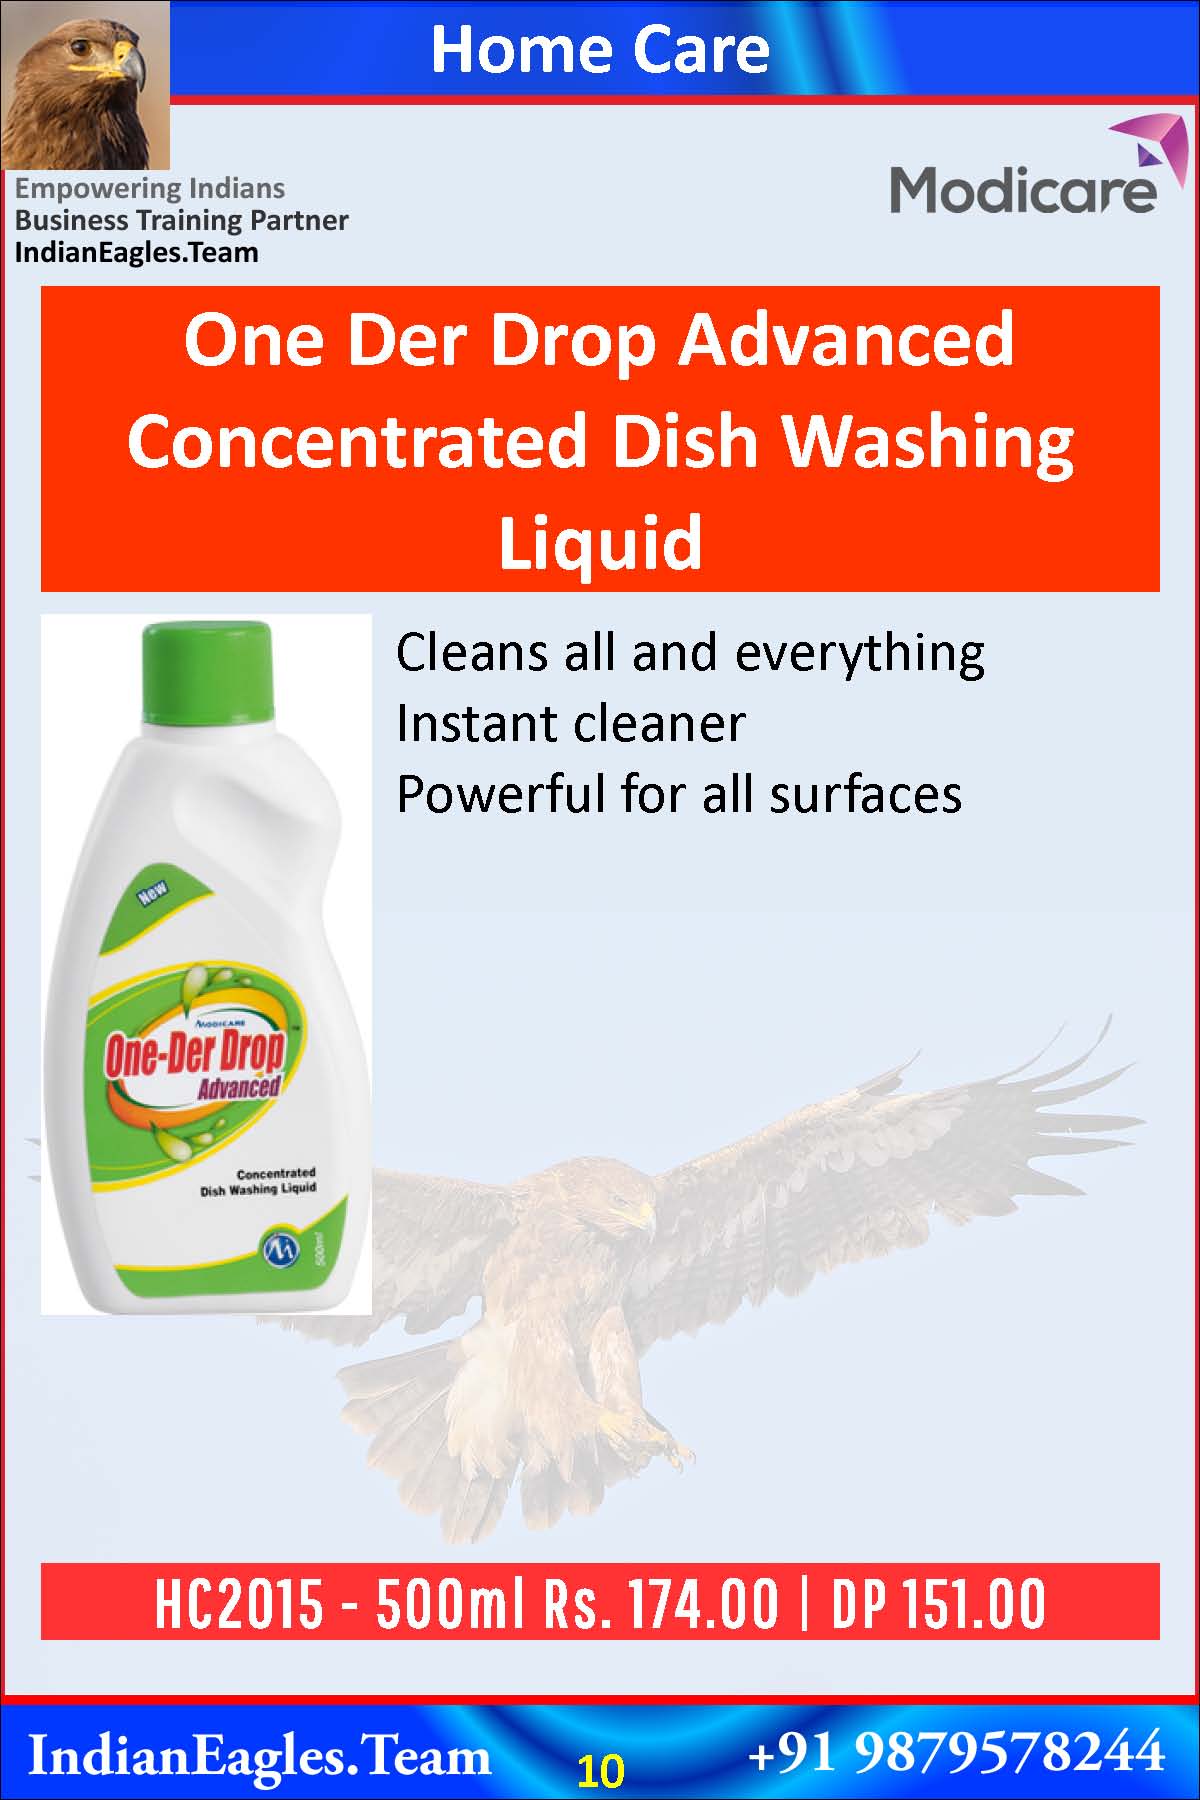 Home Care
Empowering Indians
Business Training Partner
IndianEagles.Team
Modicare
One Der Drop Advanced
Concentrated Dish Washing
Liquid
Cleans all and everything
Instant cleaner
Powerful for all surfaces
New
MODICARE
One-Der Drop™
Advanced
Concentrated
Dish Washing Liquid
500ml
HC2015 - 500ml Rs. 174.00 | DP 151.00
IndianEagles.Team
10
+91 9879578244